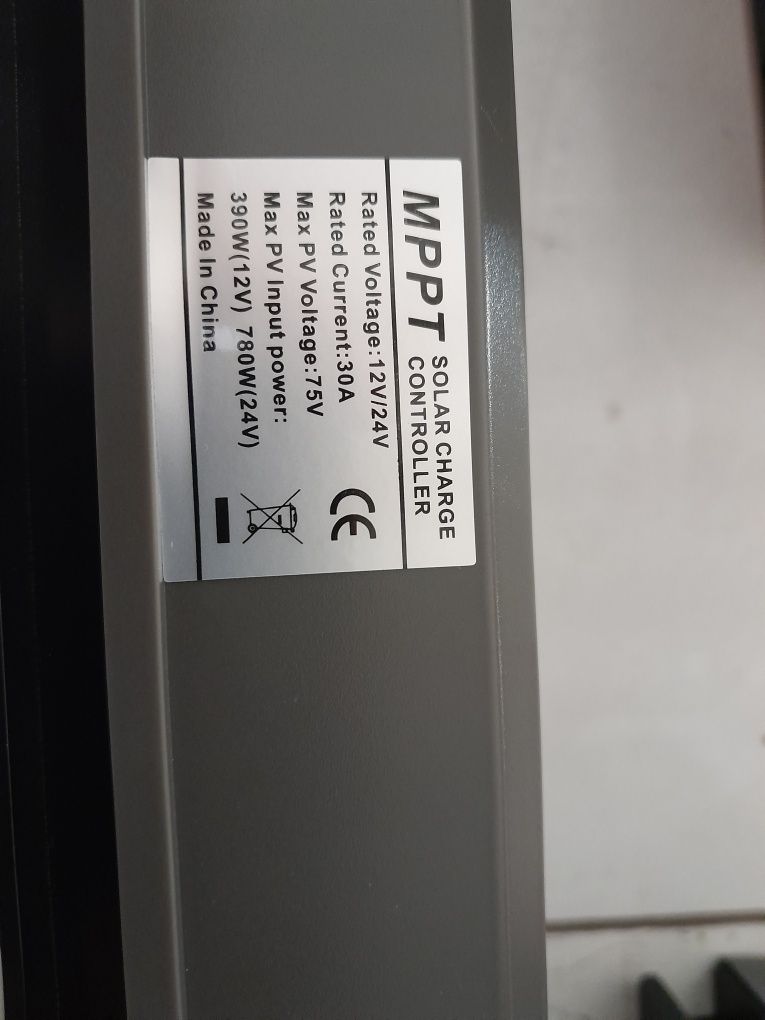 MPPT SOLAR CHARGE
CONTROLLER
Rated Voltage:12V/24V
Rated Current:30A
Max PV Voltage:75V
Max PV Input power:
390W(12V) 780W(24V)
Made In China
CE